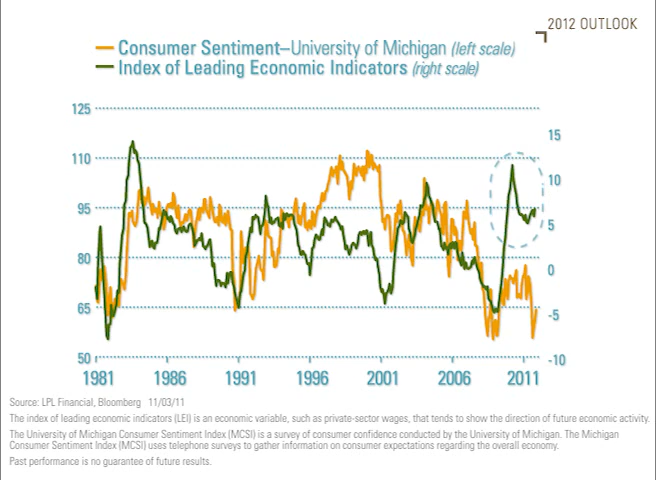 2012 OUTLOOK
Consumer Sentiment–University of Michigan (left scale)
Index of Leading Economic Indicators (right scale)
125
110
95
80
65
50
15
10
5
0
-5
-10
1981 1986 1991 1996 2001 2006 2011
Source: LPL Financial, Bloomberg 11/03/11
The index of leading economic indicators (LEI) is an economic variable, such as private-sector wages, that tends to show the direction of future economic activity.
The University of Michigan Consumer Sentiment Index (MCSI) is a survey of consumer confidence conducted by the University of Michigan. The Michigan
Consumer Sentiment Index (MCSI) uses telephone surveys to gather information on consumer expectations regarding the overall economy.
Past performance is no guarantee of future results.